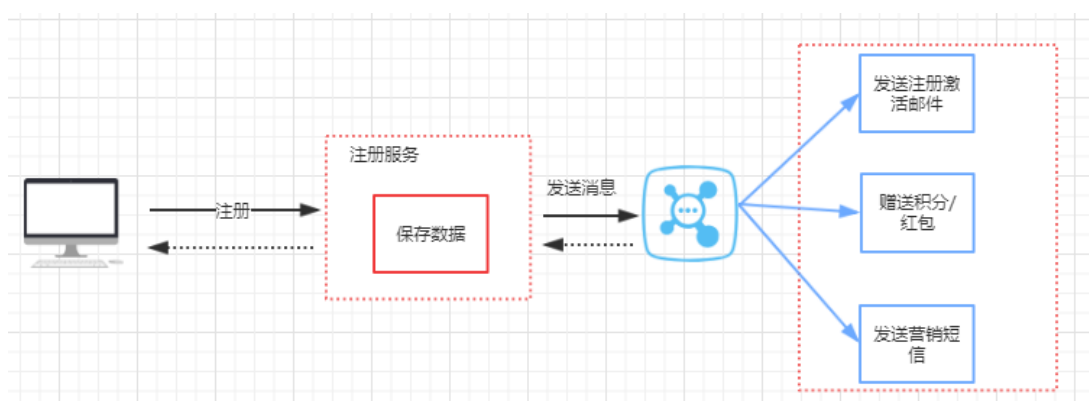 注册
注册服务
保存数据
发送消息
发送注册激
活邮件
赠送积分/
红包
发送营销短
信